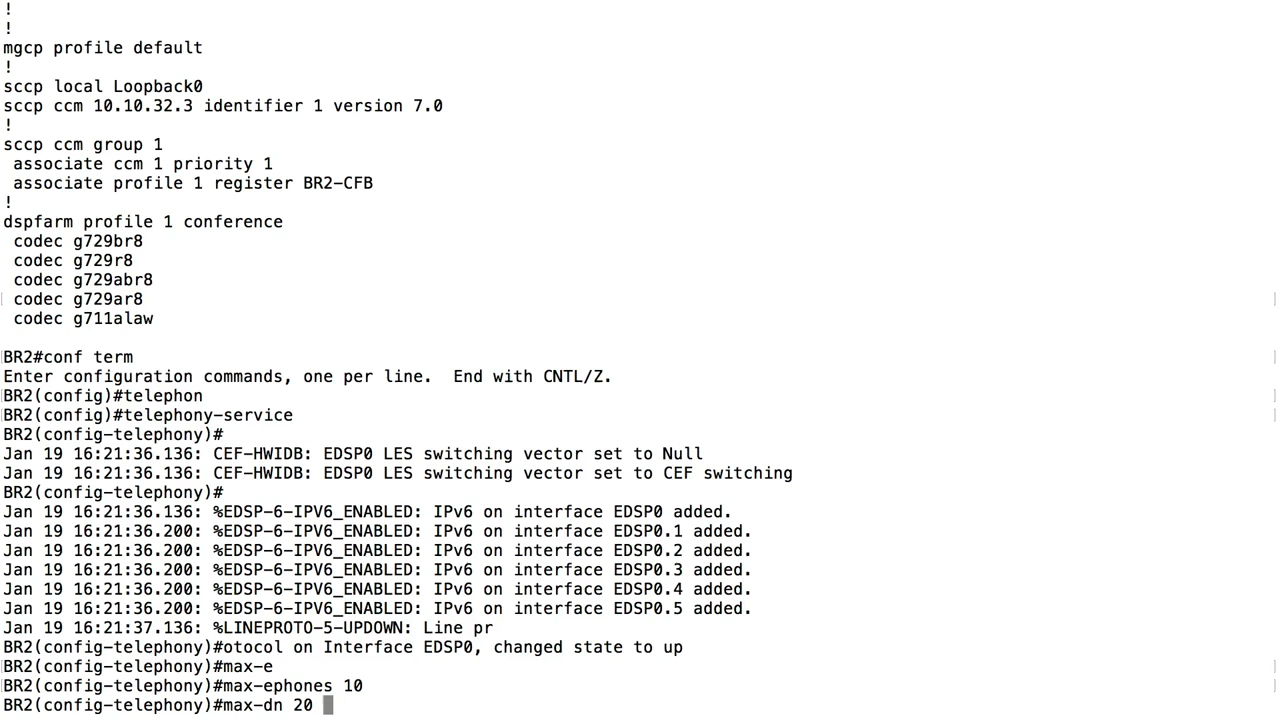 !
!
mgcp profile default
!
sccp local Loopback0
sccp ccm 10.10.32.3 identifier 1 version 7.0
!
sccp ccm group 1
 associate ccm 1 priority 1
 associate profile 1 register BR2-CFB
!
dspfarm profile 1 conference
 codec g729br8
 codec g729r8
 codec g729abr8
 codec g729ar8
 codec g711alaw

BR2#conf term
Enter configuration commands, one per line.  End with CNTL/Z.
BR2(config)#telephon
BR2(config)#telephony-service
BR2(config-telephony)#
Jan 19 16:21:36.136: CEF-HWIDB: EDSP0 LES switching vector set to Null
Jan 19 16:21:36.136: CEF-HWIDB: EDSP0 LES switching vector set to CEF switching
BR2(config-telephony)#
Jan 19 16:21:36.136: %EDSP-6-IPV6_ENABLED: IPv6 on interface EDSP0 added.
Jan 19 16:21:36.200: %EDSP-6-IPV6_ENABLED: IPv6 on interface EDSP0.1 added.
Jan 19 16:21:36.200: %EDSP-6-IPV6_ENABLED: IPv6 on interface EDSP0.2 added.
Jan 19 16:21:36.200: %EDSP-6-IPV6_ENABLED: IPv6 on interface EDSP0.3 added.
Jan 19 16:21:36.200: %EDSP-6-IPV6_ENABLED: IPv6 on interface EDSP0.4 added.
Jan 19 16:21:36.200: %EDSP-6-IPV6_ENABLED: IPv6 on interface EDSP0.5 added.
Jan 19 16:21:37.136: %LINEPROTO-5-UPDOWN: Line pr
BR2(config-telephony)#otocol on Interface EDSP0, changed state to up
BR2(config-telephony)#max-e
BR2(config-telephony)#max-ephones 10
BR2(config-telephony)#max-dn 20